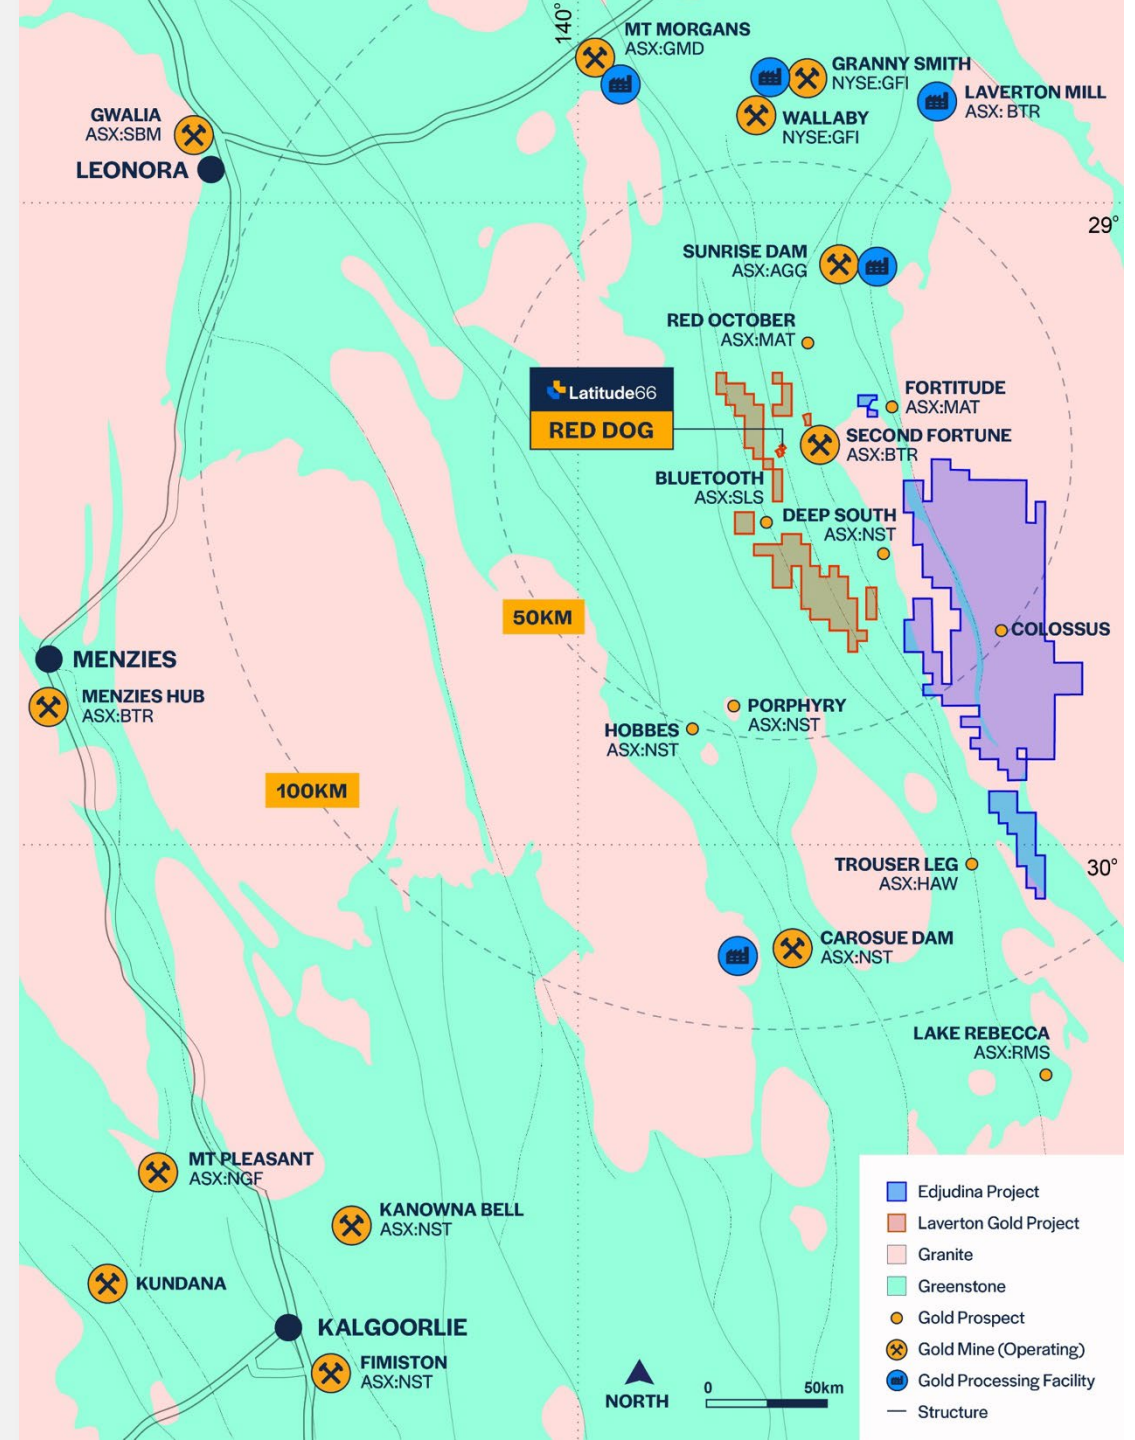 140°
MT MORGANS
ASX:GMD
GRANNY SMITH
NYSE:GFI
LAVERTON MILL
ASX: BTR
GWALIA
ASX:SBM
WALLABY
NYSE:GFI
LEONORA
29°
SUNRISE DAM
ASX:AGG
RED OCTOBER
ASX:MAT
Latitude66
RED DOG
FORTITUDE
ASX:MAT
SECOND FORTUNE
ASX:BTR
BLUETOOTH
ASX:SLS
DEEP SOUTH
ASX:NST
50KM
COLOSSUS
MENZIES
MENZIES HUB
ASX:BTR
PORPHYRY
ASX:NST
HOBBES
ASX:NST
100KM
TROUSER LEG
ASX:HAW
30°
CAROSUE DAM
ASX:NST
LAKE REBECCA
ASX:RMS
MT PLEASANT
ASX:NGF
KANOWNA BELL
ASX:NST
KUNDANA
KALGOORLIE
FIMISTON
ASX:NST
NORTH
0 50km
Edjudina Project
Laverton Gold Project
Granite
Greenstone
Gold Prospect
Gold Mine (Operating)
Gold Processing Facility
Structure